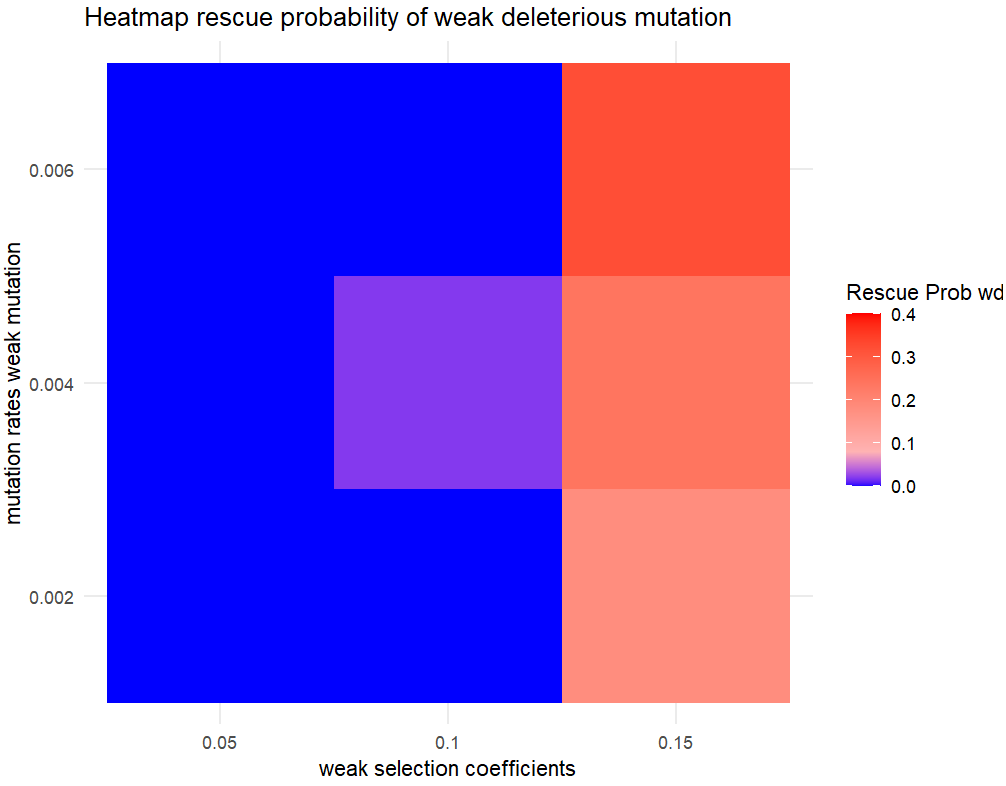 Heatmap rescue probability of weak deleterious mutation
mutation rates weak mutation
0.006
0.004
0.002
0.05
0.1
0.15
weak selection coefficients
Rescue Prob wd
0.4
0.3
0.2
0.1
0.0